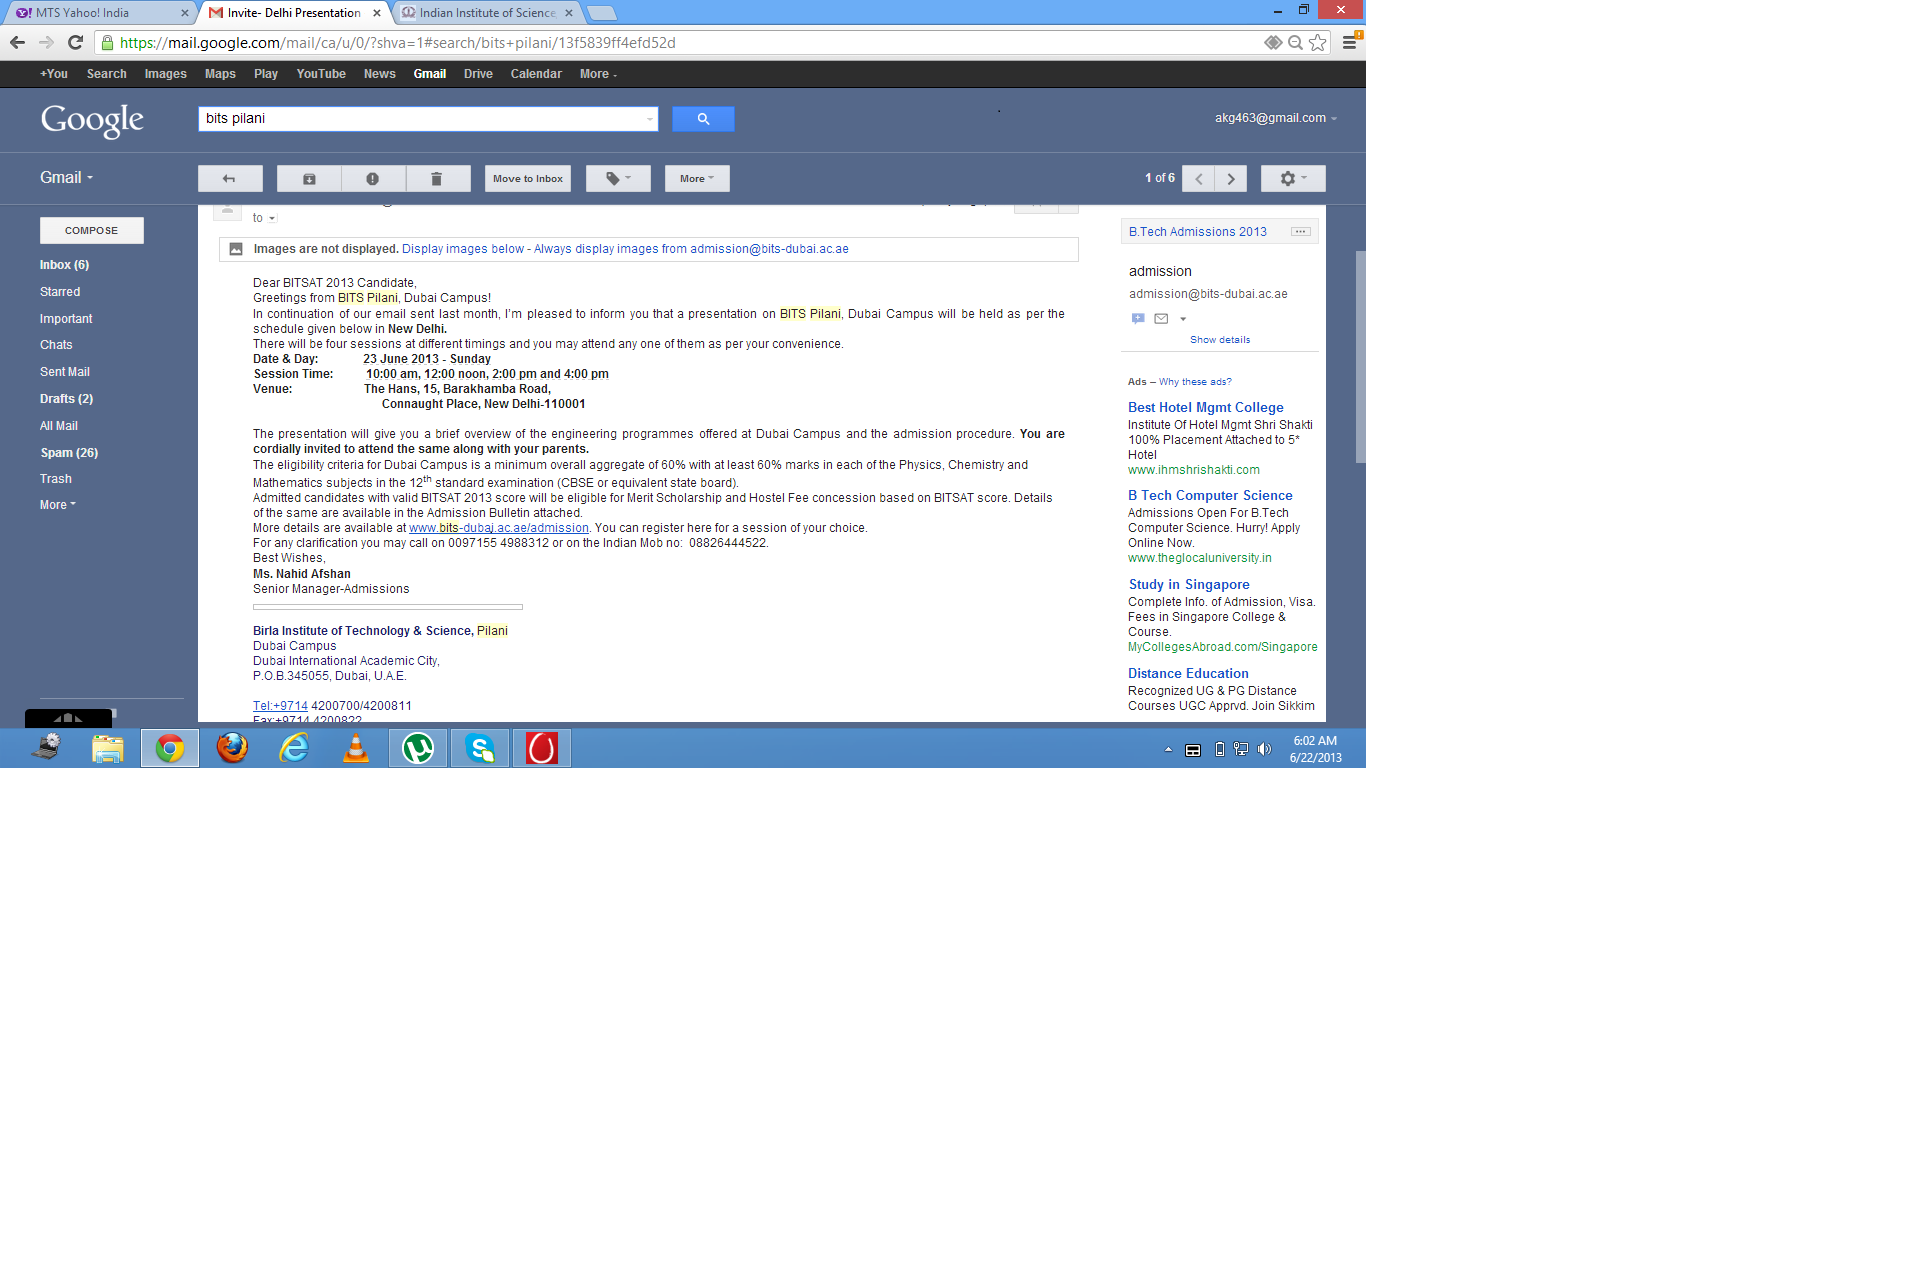 MTS Yahoo! India
Invite- Delhi Presentation
Indian Institute of Science
https://mail.google.com/mail/ca/u/0/?shva=1#search/bits+pilani/13f5839ff4efd52d
+You Search Images Maps Play YouTube News Gmail Drive Calendar More
Google
bits pilani
akg463@gmail.com
Gmail
Move to Inbox
More
1 of 6
COMPOSE
Inbox (6)
Starred
Important
Chats
Sent Mail
Drafts (2)
All Mail
Spam (26)
Trash
More
to
Images are not displayed. Display images below - Always display images from admission@bits-dubai.ac.ae
Dear BITSAT 2013 Candidate,
Greetings from BITS Pilani, Dubai Campus!
In continuation of our email sent last month, I'm pleased to inform you that a presentation on BITS Pilani, Dubai Campus will be held as per the
schedule given below in New Delhi.
There will be four sessions at different timings and you may attend any one of them as per your convenience.
Date & Day: 23 June 2013 - Sunday
Session Time: 10:00 am, 12:00 noon, 2:00 pm and 4:00 pm
Venue: The Hans, 15, Barakhamba Road,
Connaught Place, New Delhi-110001
The presentation will give you a brief overview of the engineering programmes offered at Dubai Campus and the admission procedure. You are
cordially invited to attend the same along with your parents.
The eligibility criteria for Dubai Campus is a minimum overall aggregate of 60% with at least 60% marks in each of the Physics, Chemistry and
Mathematics subjects in the 12th standard examination (CBSE or equivalent state board).
Admitted candidates with valid BITSAT 2013 score will be eligible for Merit Scholarship and Hostel Fee concession based on BITSAT score. Details
of the same are available in the Admission Bulletin attached.
More details are available at www.bits-dubai.ac.ae/admission. You can register here for a session of your choice.
For any clarification you may call on 0097155 4988312 or on the Indian Mob no: 08826444522.
Best Wishes,
Ms. Nahid Afshan
Senior Manager-Admissions
Birla Institute of Technology & Science, Pilani
Dubai Campus
Dubai International Academic City,
P.O.B.345055, Dubai, U.A.E.
Tel:+9714 4200700/4200811
Fax:+9714 4200822
B.Tech Admissions 2013
admission
admission@bits-dubai.ac.ae
Show details
Ads – Why these ads?
Best Hotel Mgmt College
Institute Of Hotel Mgmt Shri Shakti
100% Placement Attached to 5*
Hotel
www.ihmshrishakti.com
B Tech Computer Science
Admissions Open For B.Tech
Computer Science. Hurry! Apply
Online Now.
www.theglocaluniversity.in
Study in Singapore
Complete Info. of Admission, Visa.
Fees in Singapore College &
Course.
MyCollegesAbroad.com/Singapore
Distance Education
Recognized UG & PG Distance
Courses UGC Apprvd. Join Sikkim
6:02 AM
6/22/2013